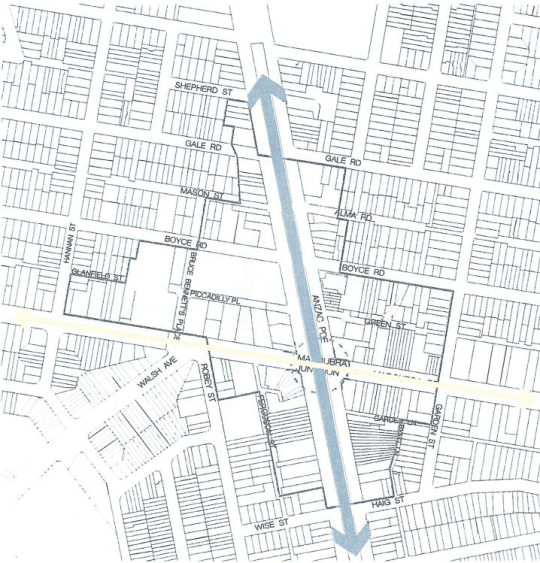 SHEPHERD ST
GALE RD
GALE RD
MASON ST
ALMA RD
HANNAN ST
BOYCE RD
BOYCE RD
GLANFIELD ST
BRUCE BENNETTS PLACE
PICCADILLY PL
ANZAC PDE
GREEN ST
WALSH AVE
ROBEY ST
FERGUSON ST
GARDEN ST
HAIG ST
WISE ST